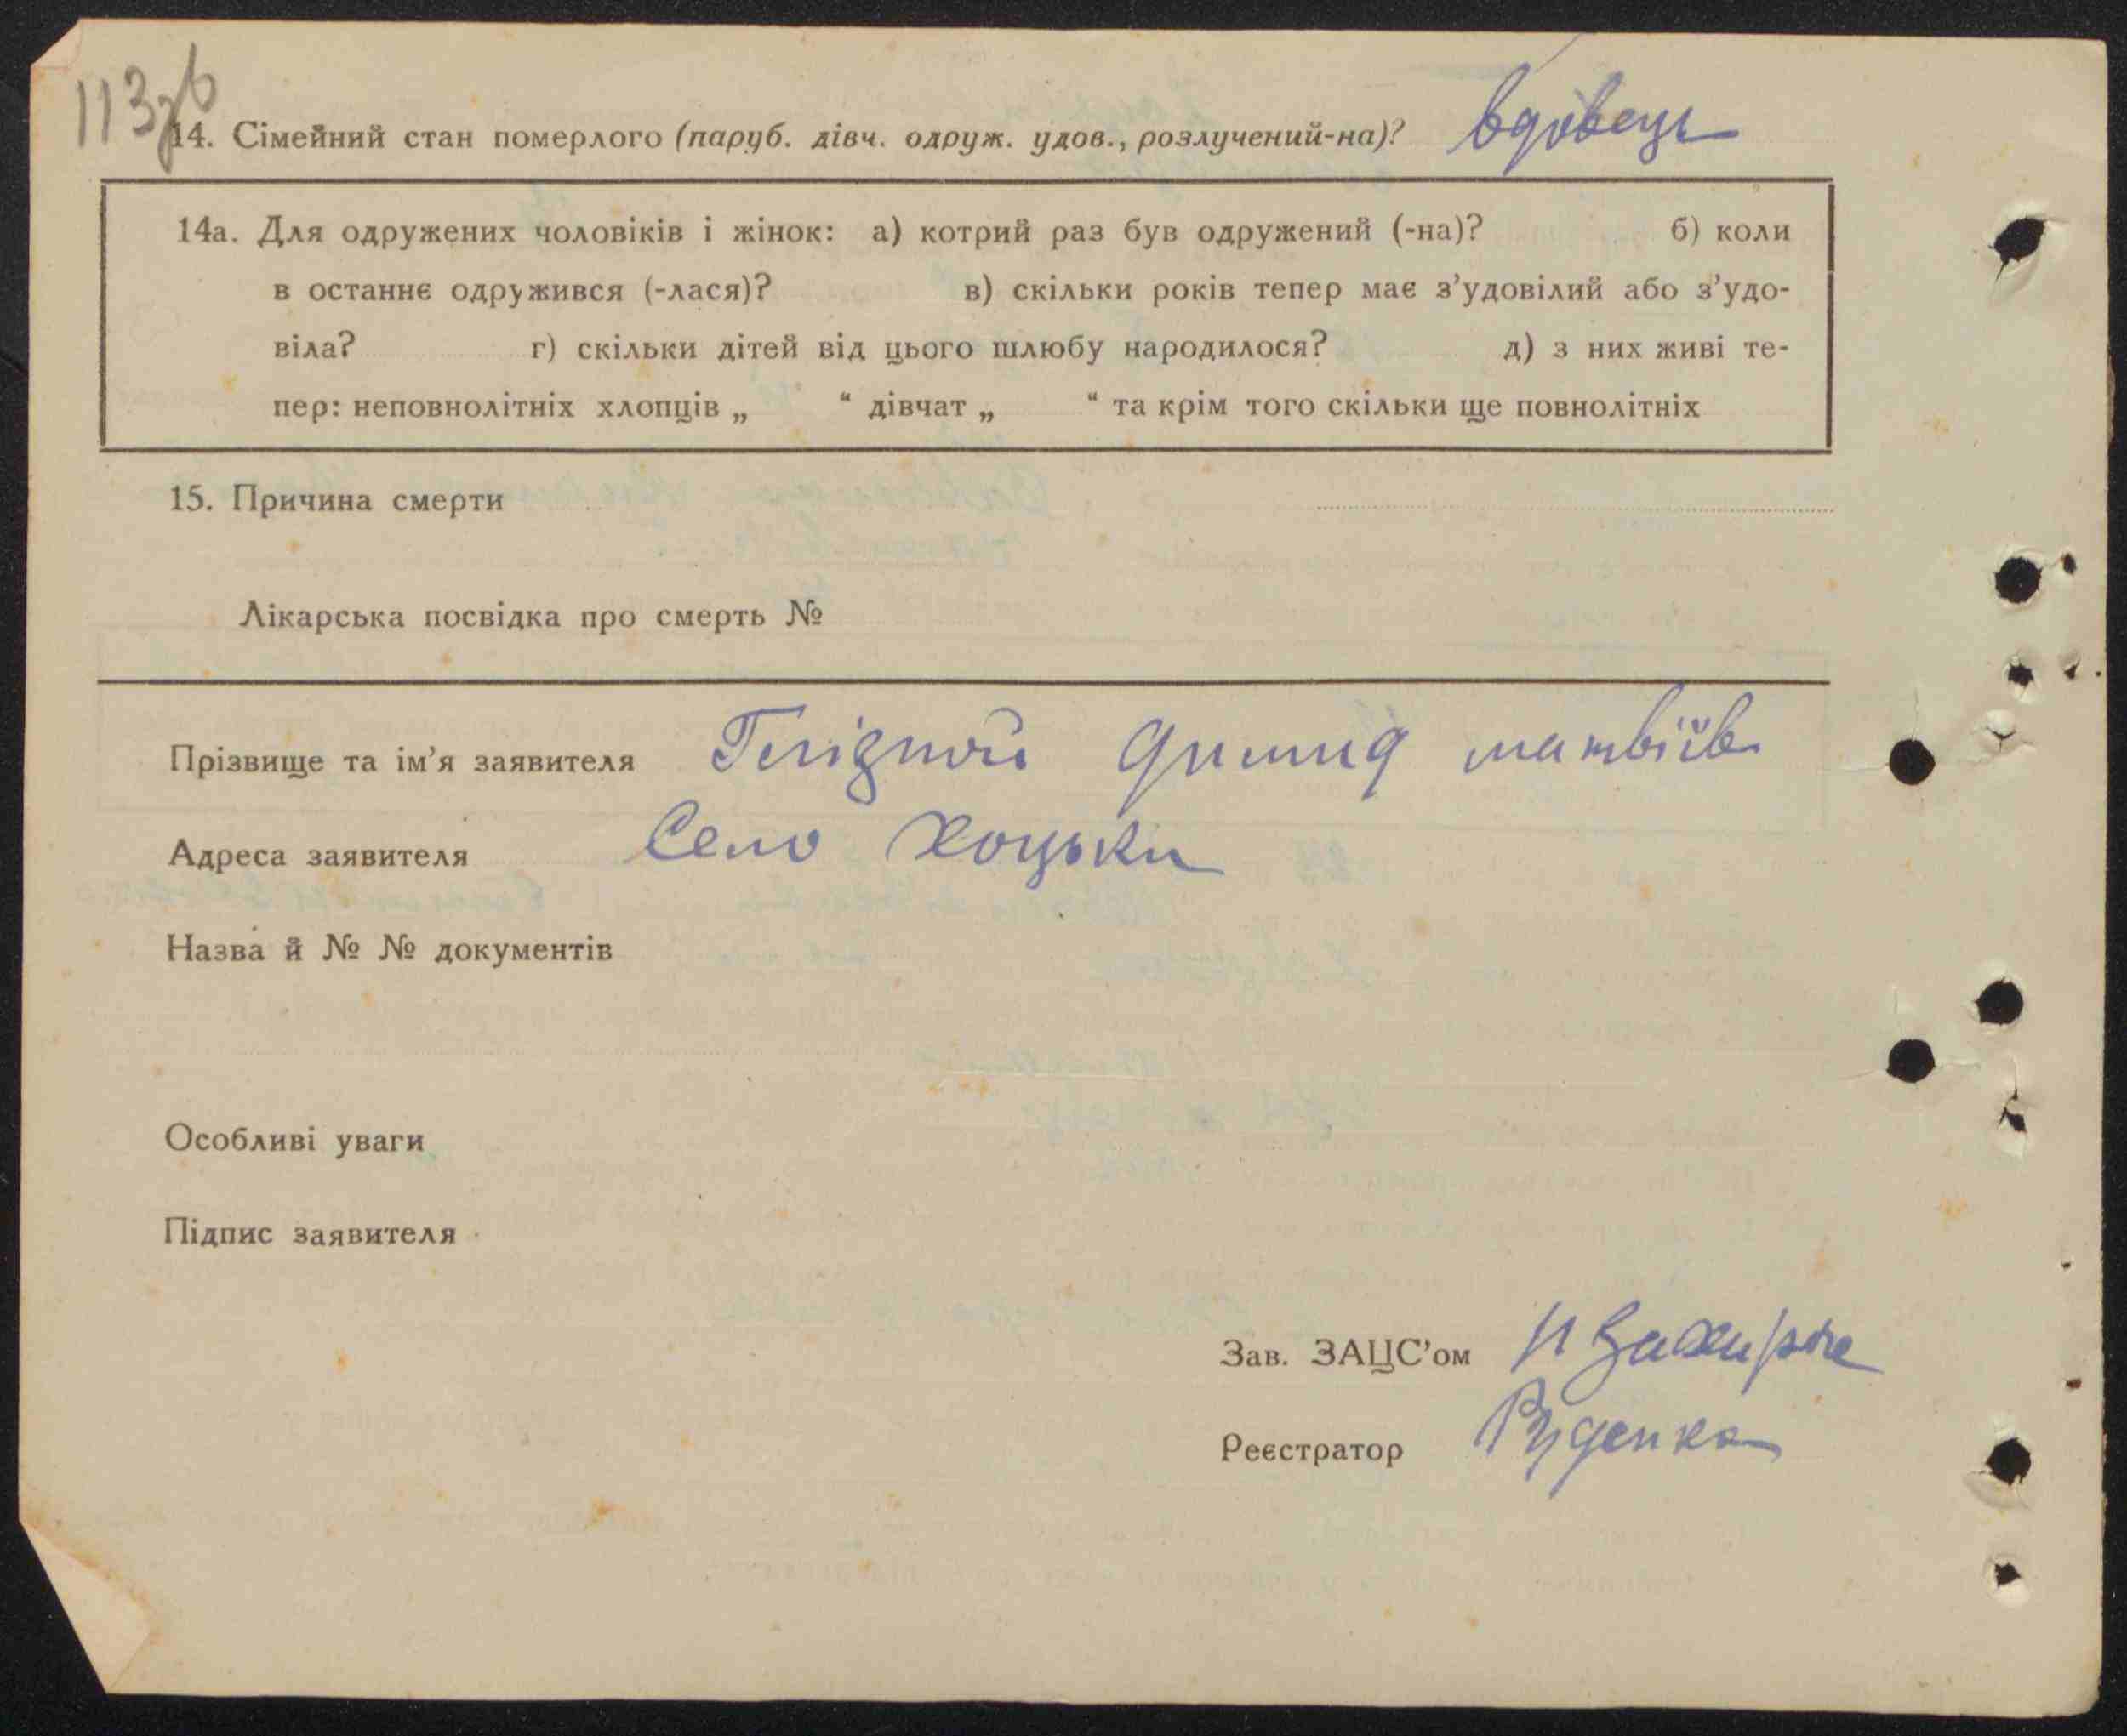 113зв
14. Сімейний стан померлого (паруб. дівч. одруж. удов., розлучений-на)? вдовець
14а. Для одружених чоловіків і жінок: а) котрий раз був одружений (-на)? б) коли
в останнє одружився (-лася)? в) скільки років тепер має з’удовілий або з’удо-
віла? г) скільки дітей від цього шлюбу народилося? д) з них живі те-
пер: неповнолітніх хлопців „ “ дівчат „ “ та крім того скільки ще повнолітніх
15. Причина смерти
Лікарська посвідка про смерть №
Прізвище та ім’я заявителя матвіїв
Адреса заявителя Село Хоцьки
Назва й № № документів
Особливі уваги
Підпис заявителя
Зав. ЗАЦС’ом
Реєстратор Руденко